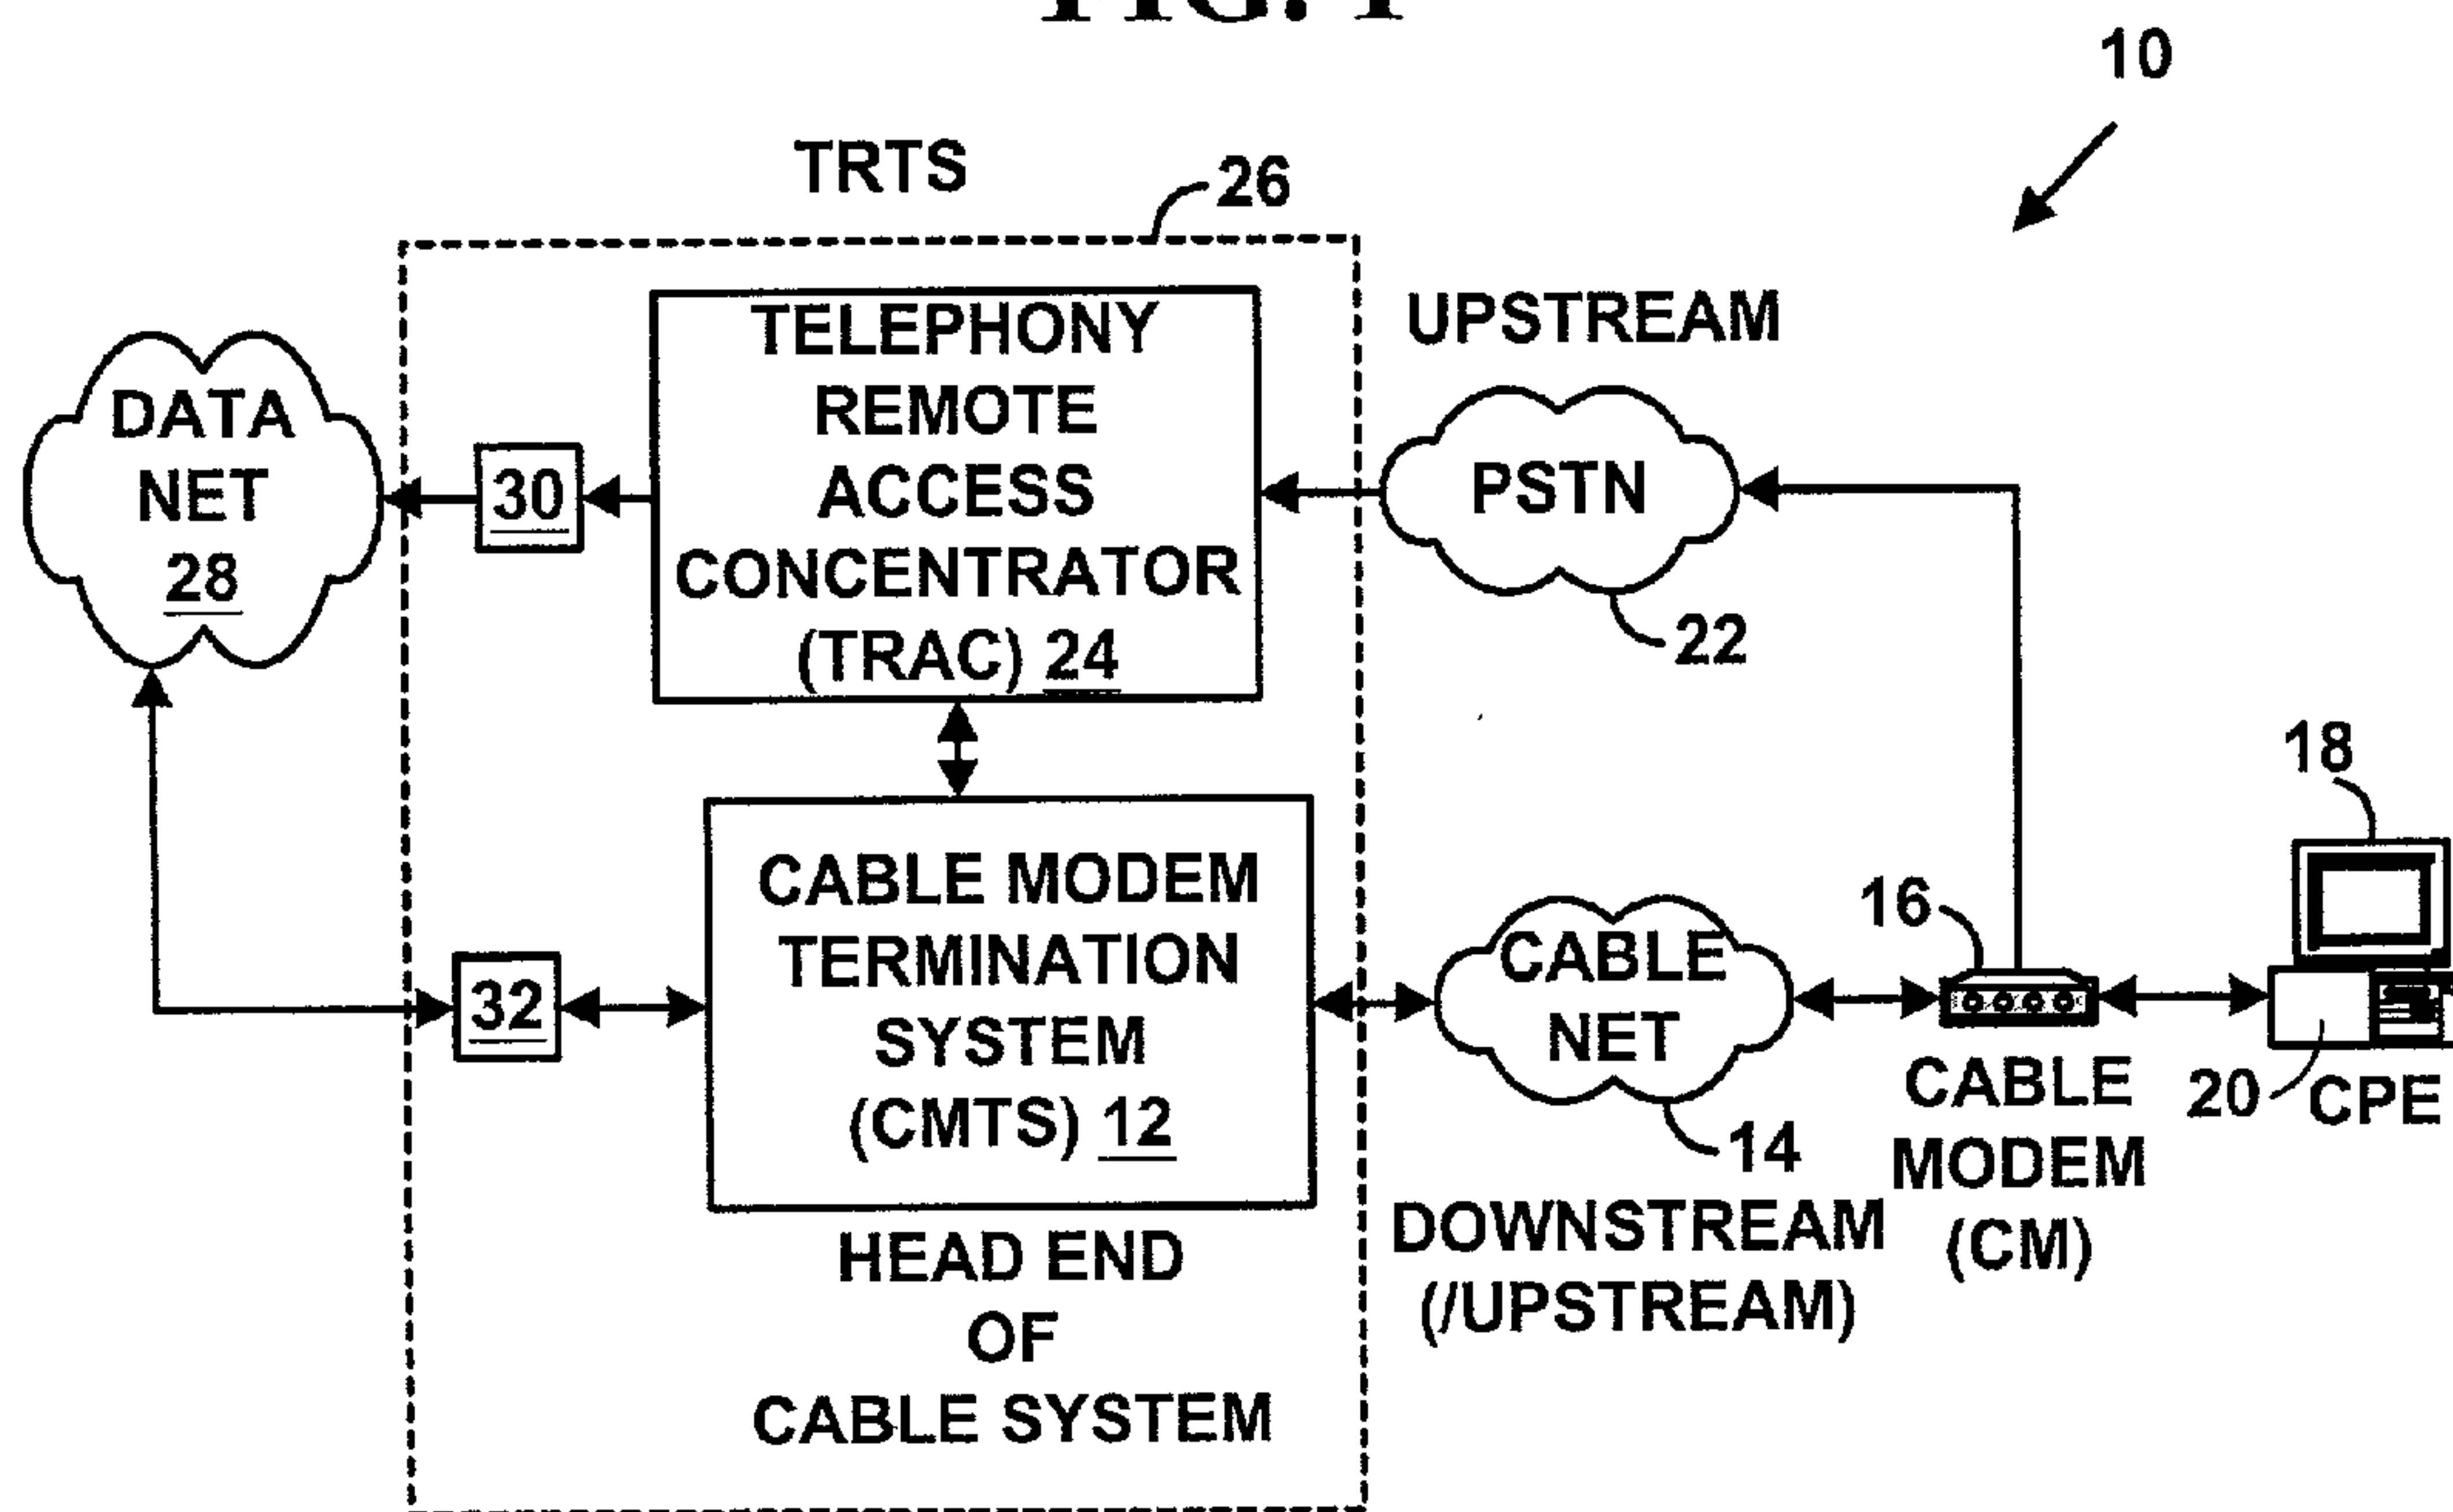 FIG. 1
10
TRTS
26
TELEPHONY
REMOTE
ACCESS
CONCENTRATOR
(TRAC) 24
UPSTREAM
DATA
NET
28
30
PSTN
22
18
CABLE MODEM
TERMINATION
SYSTEM
(CMTS) 12
32
CABLE
NET
14
16
20
CPE
CABLE
MODEM
(CM)
DOWNSTREAM
(/UPSTREAM)
HEAD END
OF
CABLE SYSTEM